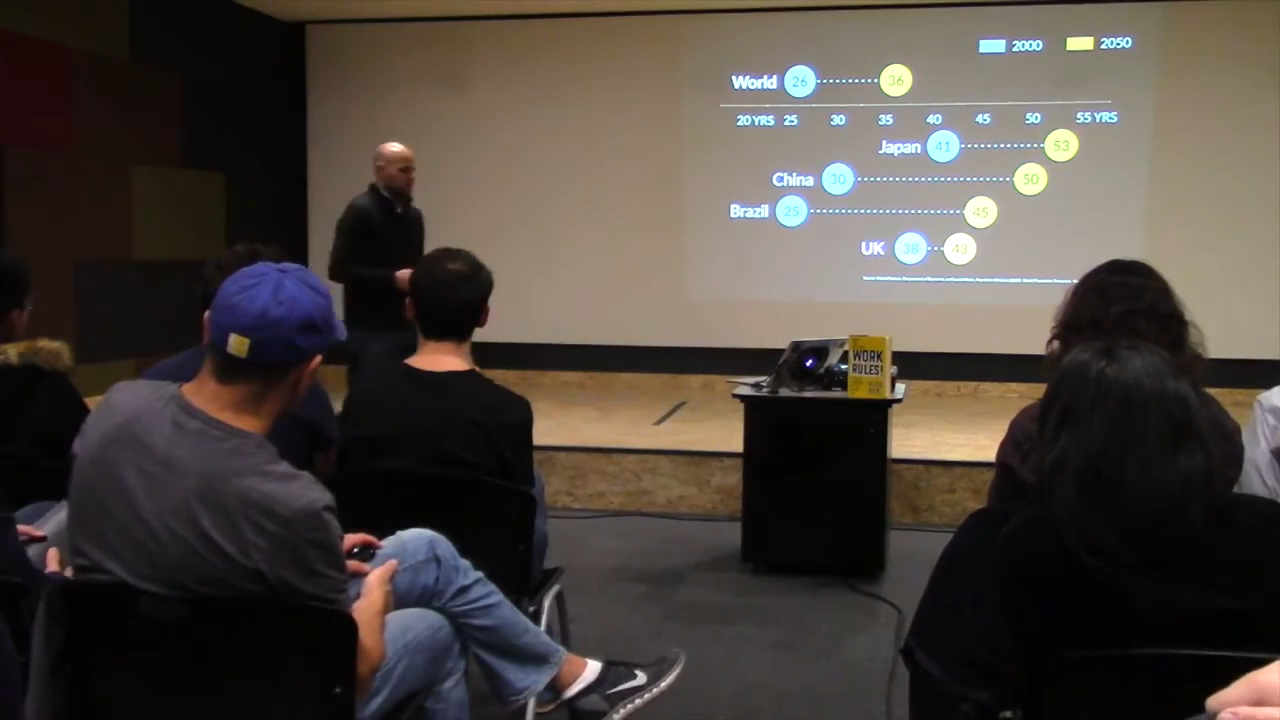 2000 2050
World 26 36
20 YRS 25 30 35 40 45 50 55 YRS
Japan 41 53
China 30 50
Brazil 25 45
UK 38 43
WORK
RULES!